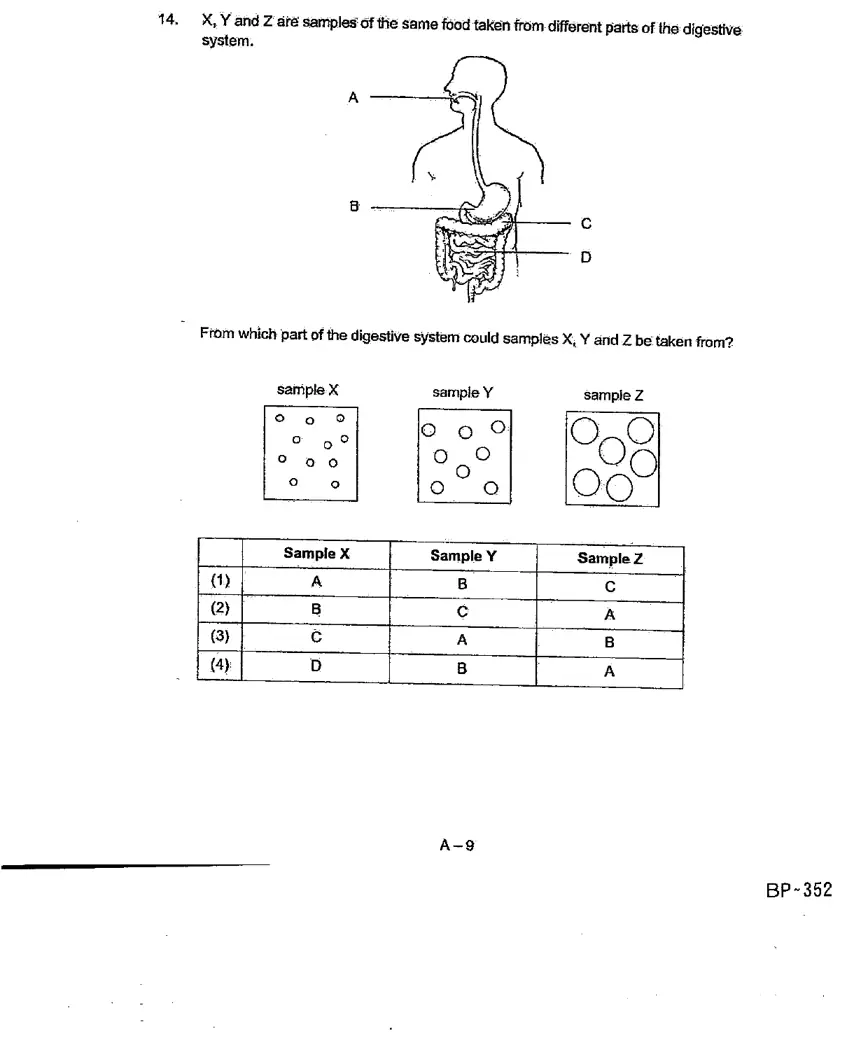 14. X, Y and Z are samples of the same food taken from different parts of the digestive
system.
A
B
C
D
From which part of the digestive system could samples X, Y and Z be taken from?
sample X sample Y sample Z
Sample X Sample Y Sample Z
(1) A B C
(2) B C A
(3) C A B
(4) D B A
A-9
BP-352